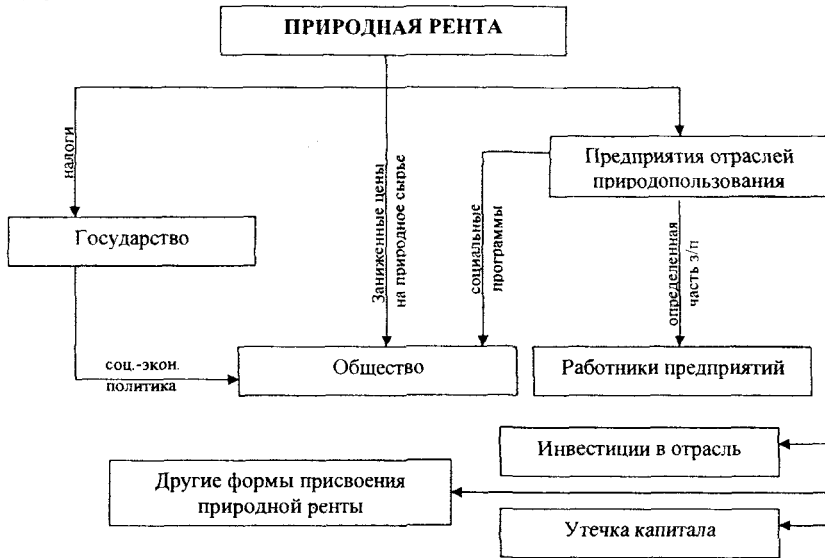 ПРИРОДНАЯ РЕНТА
налоги
Заниженные цены
на природное сырье
социальные
программы
Предприятия отраслей
природопользования
определенная
часть з/п
Государство
соц.-экон.
политика
Общество
Работники предприятий
Инвестиции в отрасль
Другие формы присвоения
природной ренты
Утечка капитала